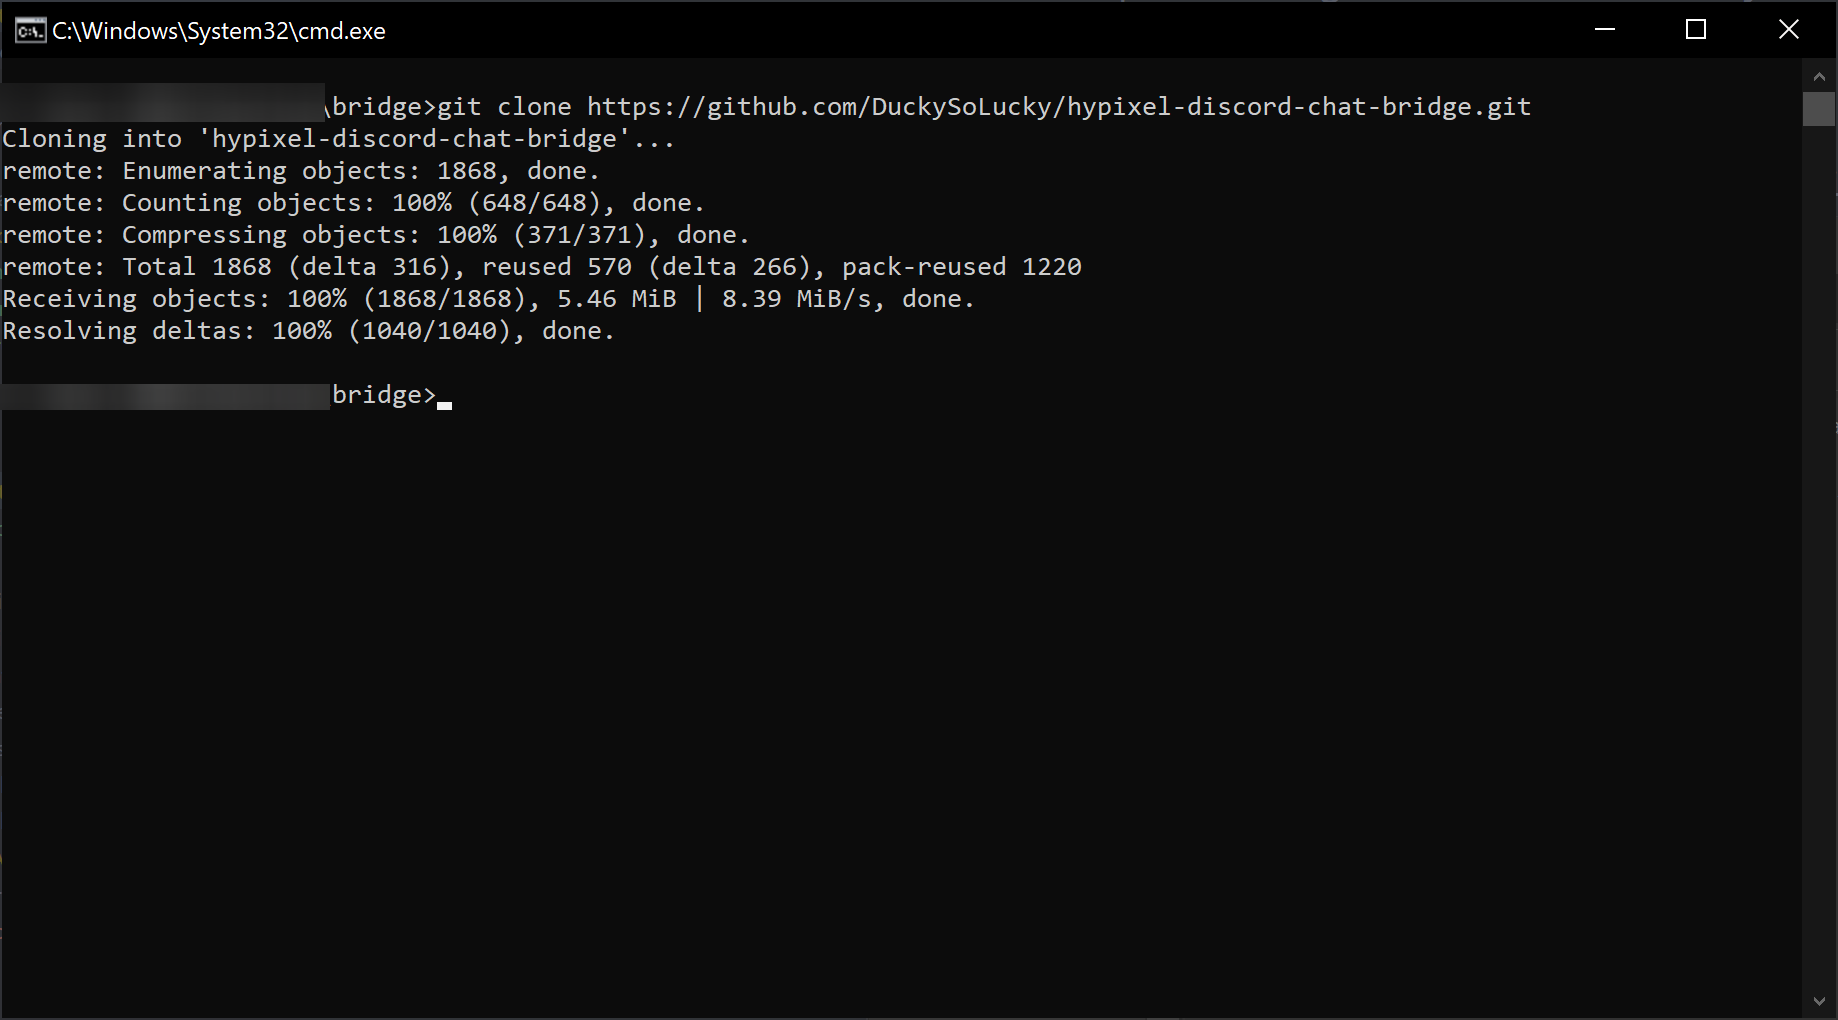 C:\Windows\System32\cmd.exe
\bridge>git clone https://github.com/DuckySoLucky/hypixel-discord-chat-bridge.git
Cloning into 'hypixel-discord-chat-bridge'...
remote: Enumerating objects: 1868, done.
remote: Counting objects: 100% (648/648), done.
remote: Compressing objects: 100% (371/371), done.
remote: Total 1868 (delta 316), reused 570 (delta 266), pack-reused 1220
Receiving objects: 100% (1868/1868), 5.46 MiB | 8.39 MiB/s, done.
Resolving deltas: 100% (1040/1040), done.
bridge>